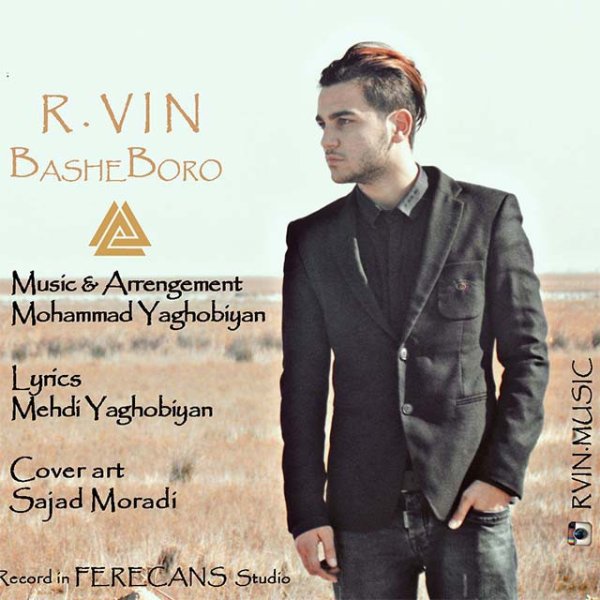 R.VIN
BASHEBORO
Music & Arrengement
Mohammad Yaghobiyan
Lyrics
Mehdi Yaghobiyan
Cover art
Sajad Moradi
Record in FERECANS Studio
RVIN.MUSIC